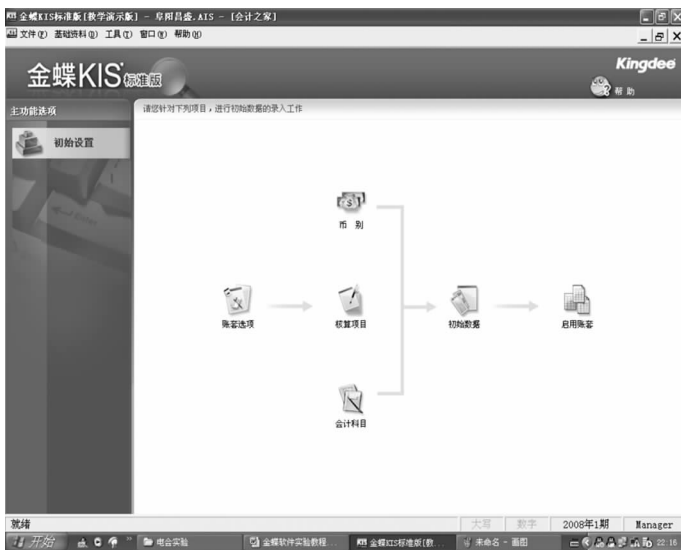 金蝶KIS标准版[教学演示版] - 阜阳昌盛.AIS - [会计之家]
文件(F) 基础资料(D) 工具(T) 窗口(W) 帮助(H)
金蝶KIS标准版
Kingdee
帮助
主功能选项
请您针对下列项目，进行初始数据的录入工作
初始设置
币别
账套选项
核算项目
初始数据
启用账套
会计科目
就绪
大写
数字
2008年1期
Manager
开始
电会实验
金蝶软件实验教程...
金蝶KIS标准版[教...
未命名 - 画图
22:16